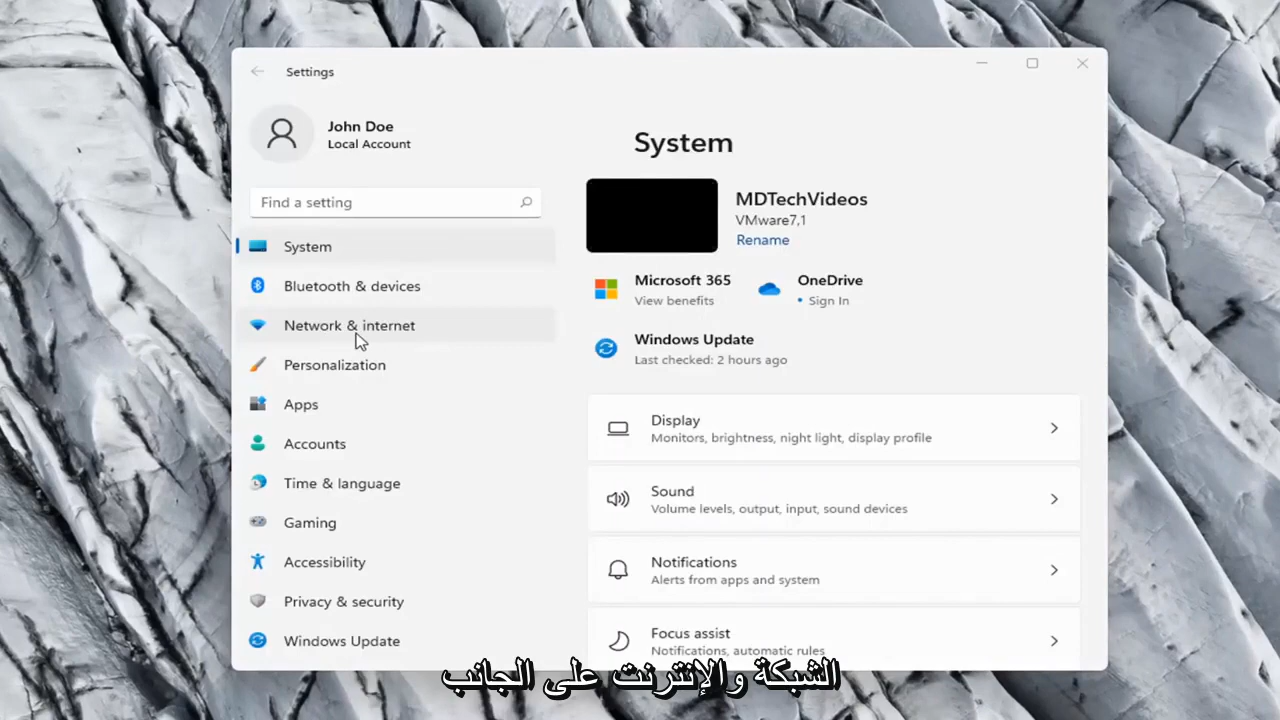 Settings
John Doe
Local Account
Find a setting
System
Bluetooth & devices
Network & internet
Personalization
Apps
Accounts
Time & language
Gaming
Accessibility
Privacy & security
Windows Update
System
MDTechVideos
VMware7,1
Rename
Microsoft 365
View benefits
OneDrive
• Sign In
Windows Update
Last checked: 2 hours ago
Display
Monitors, brightness, night light, display profile
Sound
Volume levels, output, input, sound devices
Notifications
Alerts from apps and system
Focus assist
Notifications, automatic rules
الشبكة والإنترنت على الجانب